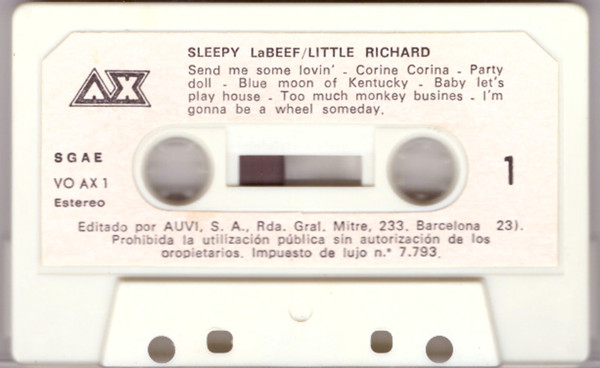 SLEEPY LaBEEF/LITTLE RICHARD
Send me some lovin' - Corine Corina - Party
doll - Blue moon of Kentucky - Baby let's
play house - Too much monkey busines - I'm
gonna be a wheel someday.
AX
SGAE
VO AX 1
Estereo
1
Editado por AUVI, S. A., Rda. Gral. Mitre, 233. Barcelona 23).
Prohibida la utilización pública sin autorización de los
propietarios. Impuesto de lujo n.° 7.793.